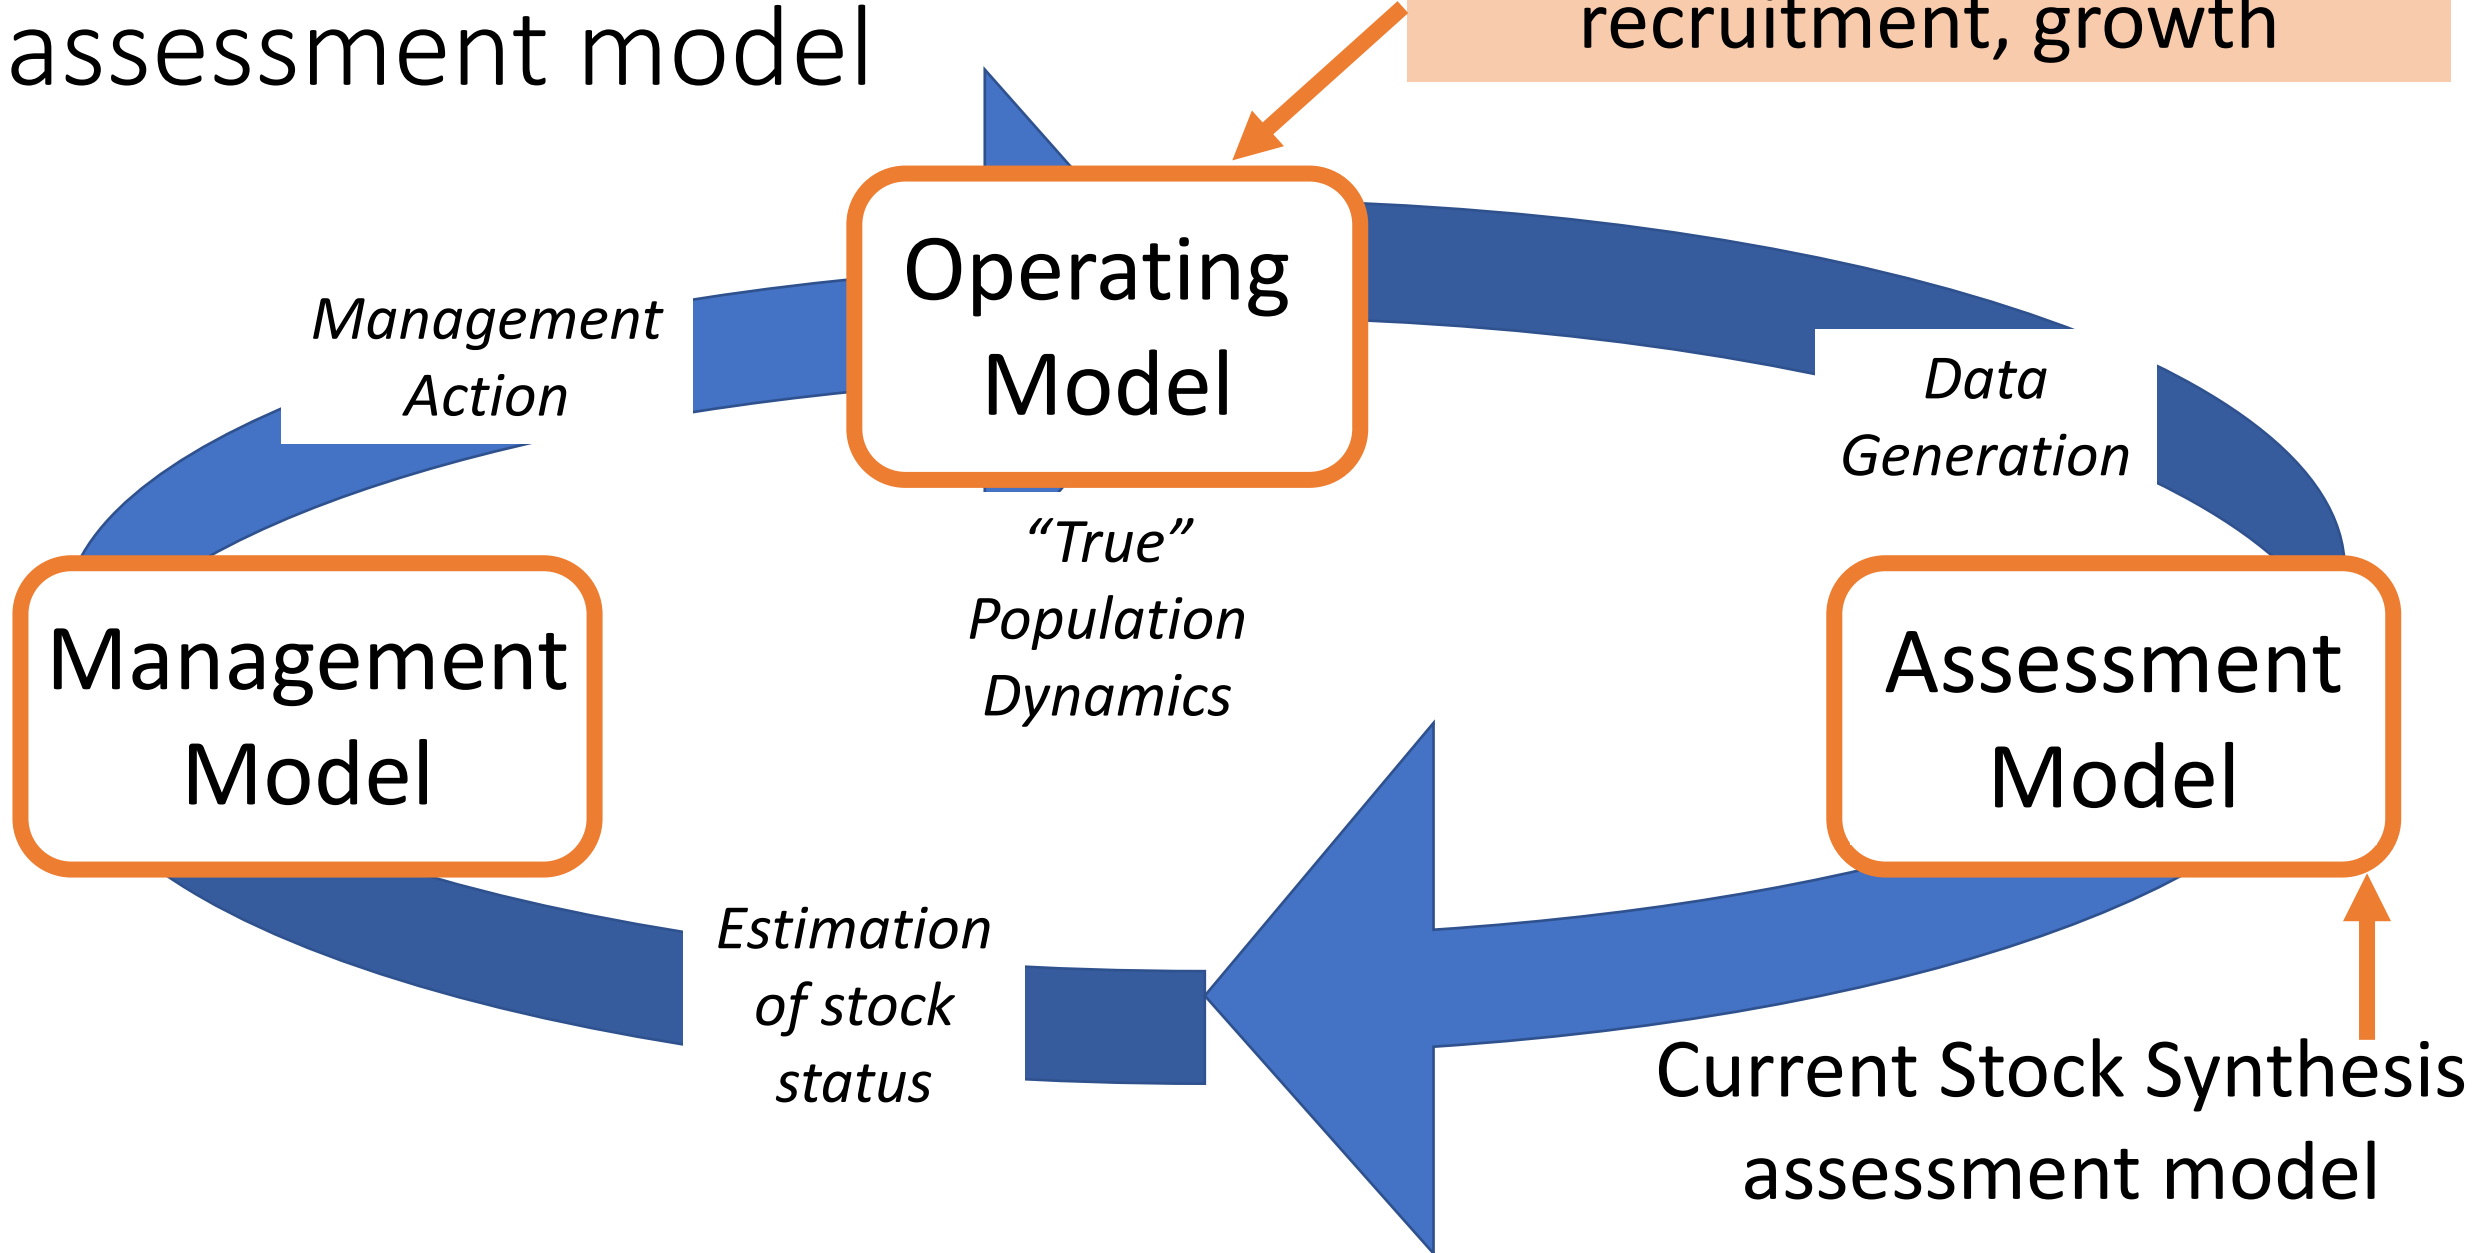 assessment model
recruitment, growth
Operating
Model
Management
Action
Data
Generation
“True”
Population
Dynamics
Management
Model
Assessment
Model
Estimation
of stock
status
Current Stock Synthesis
assessment model